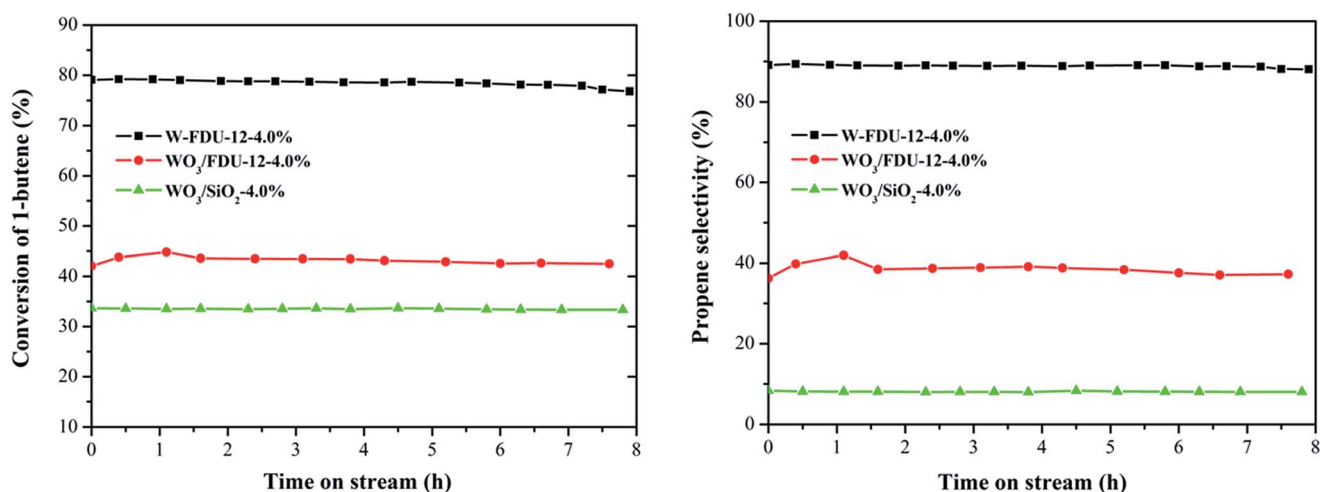 Conversion of 1-butene (%)
90
80
70
60
50
40
30
20
10
W-FDU-12-4.0%
WO₃/FDU-12-4.0%
WO₃/SiO₂-4.0%
0 1 2 3 4 5 6 7 8
Time on stream (h)
Propene selectivity (%)
100
80
60
40
20
0
W-FDU-12-4.0%
WO₃/FDU-12-4.0%
WO₃/SiO₂-4.0%
0 1 2 3 4 5 6 7 8
Time on stream (h)